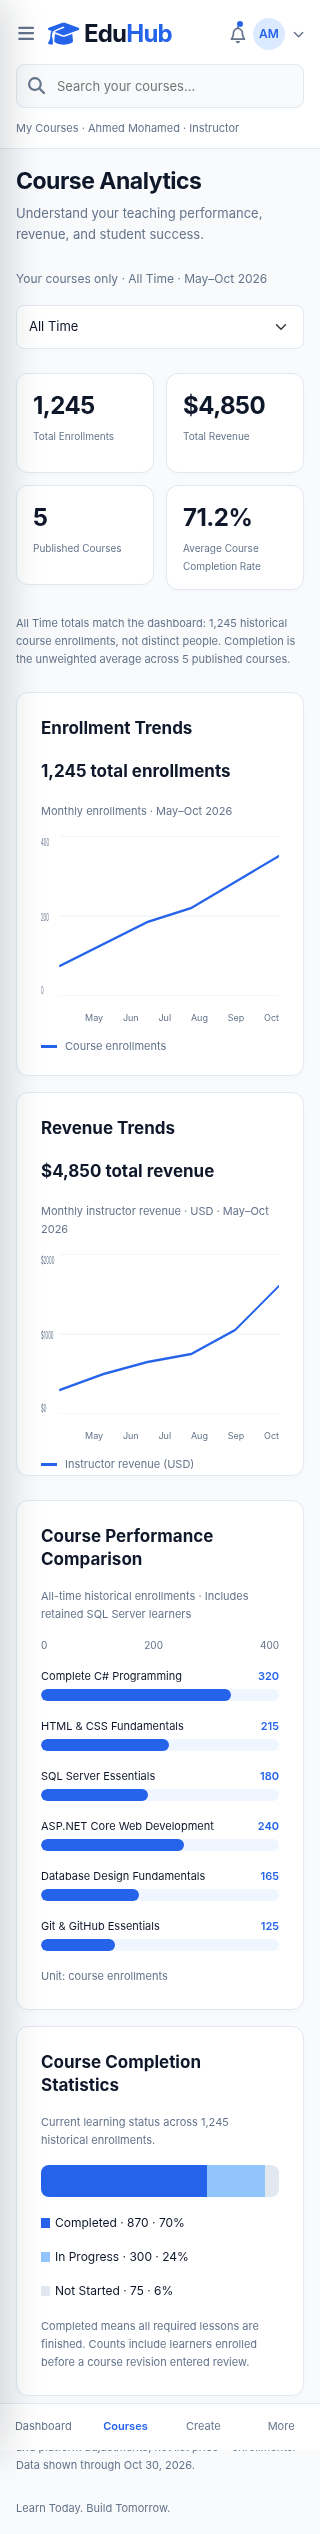 EduHub
AM
Search your courses...
My Courses · Ahmed Mohamed · Instructor
Course Analytics
Understand your teaching performance,
revenue, and student success.
Your courses only · All Time · May–Oct 2026
All Time
1,245
Total Enrollments
$4,850
Total Revenue
5
Published Courses
71.2%
Average Course
Completion Rate
All Time totals match the dashboard: 1,245 historical
course enrollments, not distinct people. Completion is
the unweighted average across 5 published courses.
Enrollment Trends
1,245 total enrollments
Monthly enrollments · May–Oct 2026
400
200
0
May Jun Jul Aug Sep Oct
Course enrollments
Revenue Trends
$4,850 total revenue
Monthly instructor revenue · USD · May–Oct
2026
$2000
$1000
$0
May Jun Jul Aug Sep Oct
Instructor revenue (USD)
Course Performance
Comparison
All-time historical enrollments · Includes
retained SQL Server learners
0 200 400
Complete C# Programming 320
HTML & CSS Fundamentals 215
SQL Server Essentials 180
ASP.NET Core Web Development 240
Database Design Fundamentals 165
Git & GitHub Essentials 125
Unit: course enrollments
Course Completion
Statistics
Current learning status across 1,245
historical enrollments.
Completed · 870 · 70%
In Progress · 300 · 24%
Not Started · 75 · 6%
Completed means all required lessons are
finished. Counts include learners enrolled
before a course revision entered review.
Dashboard Courses Create More
Data shown through Oct 30, 2026.
Learn Today. Build Tomorrow.